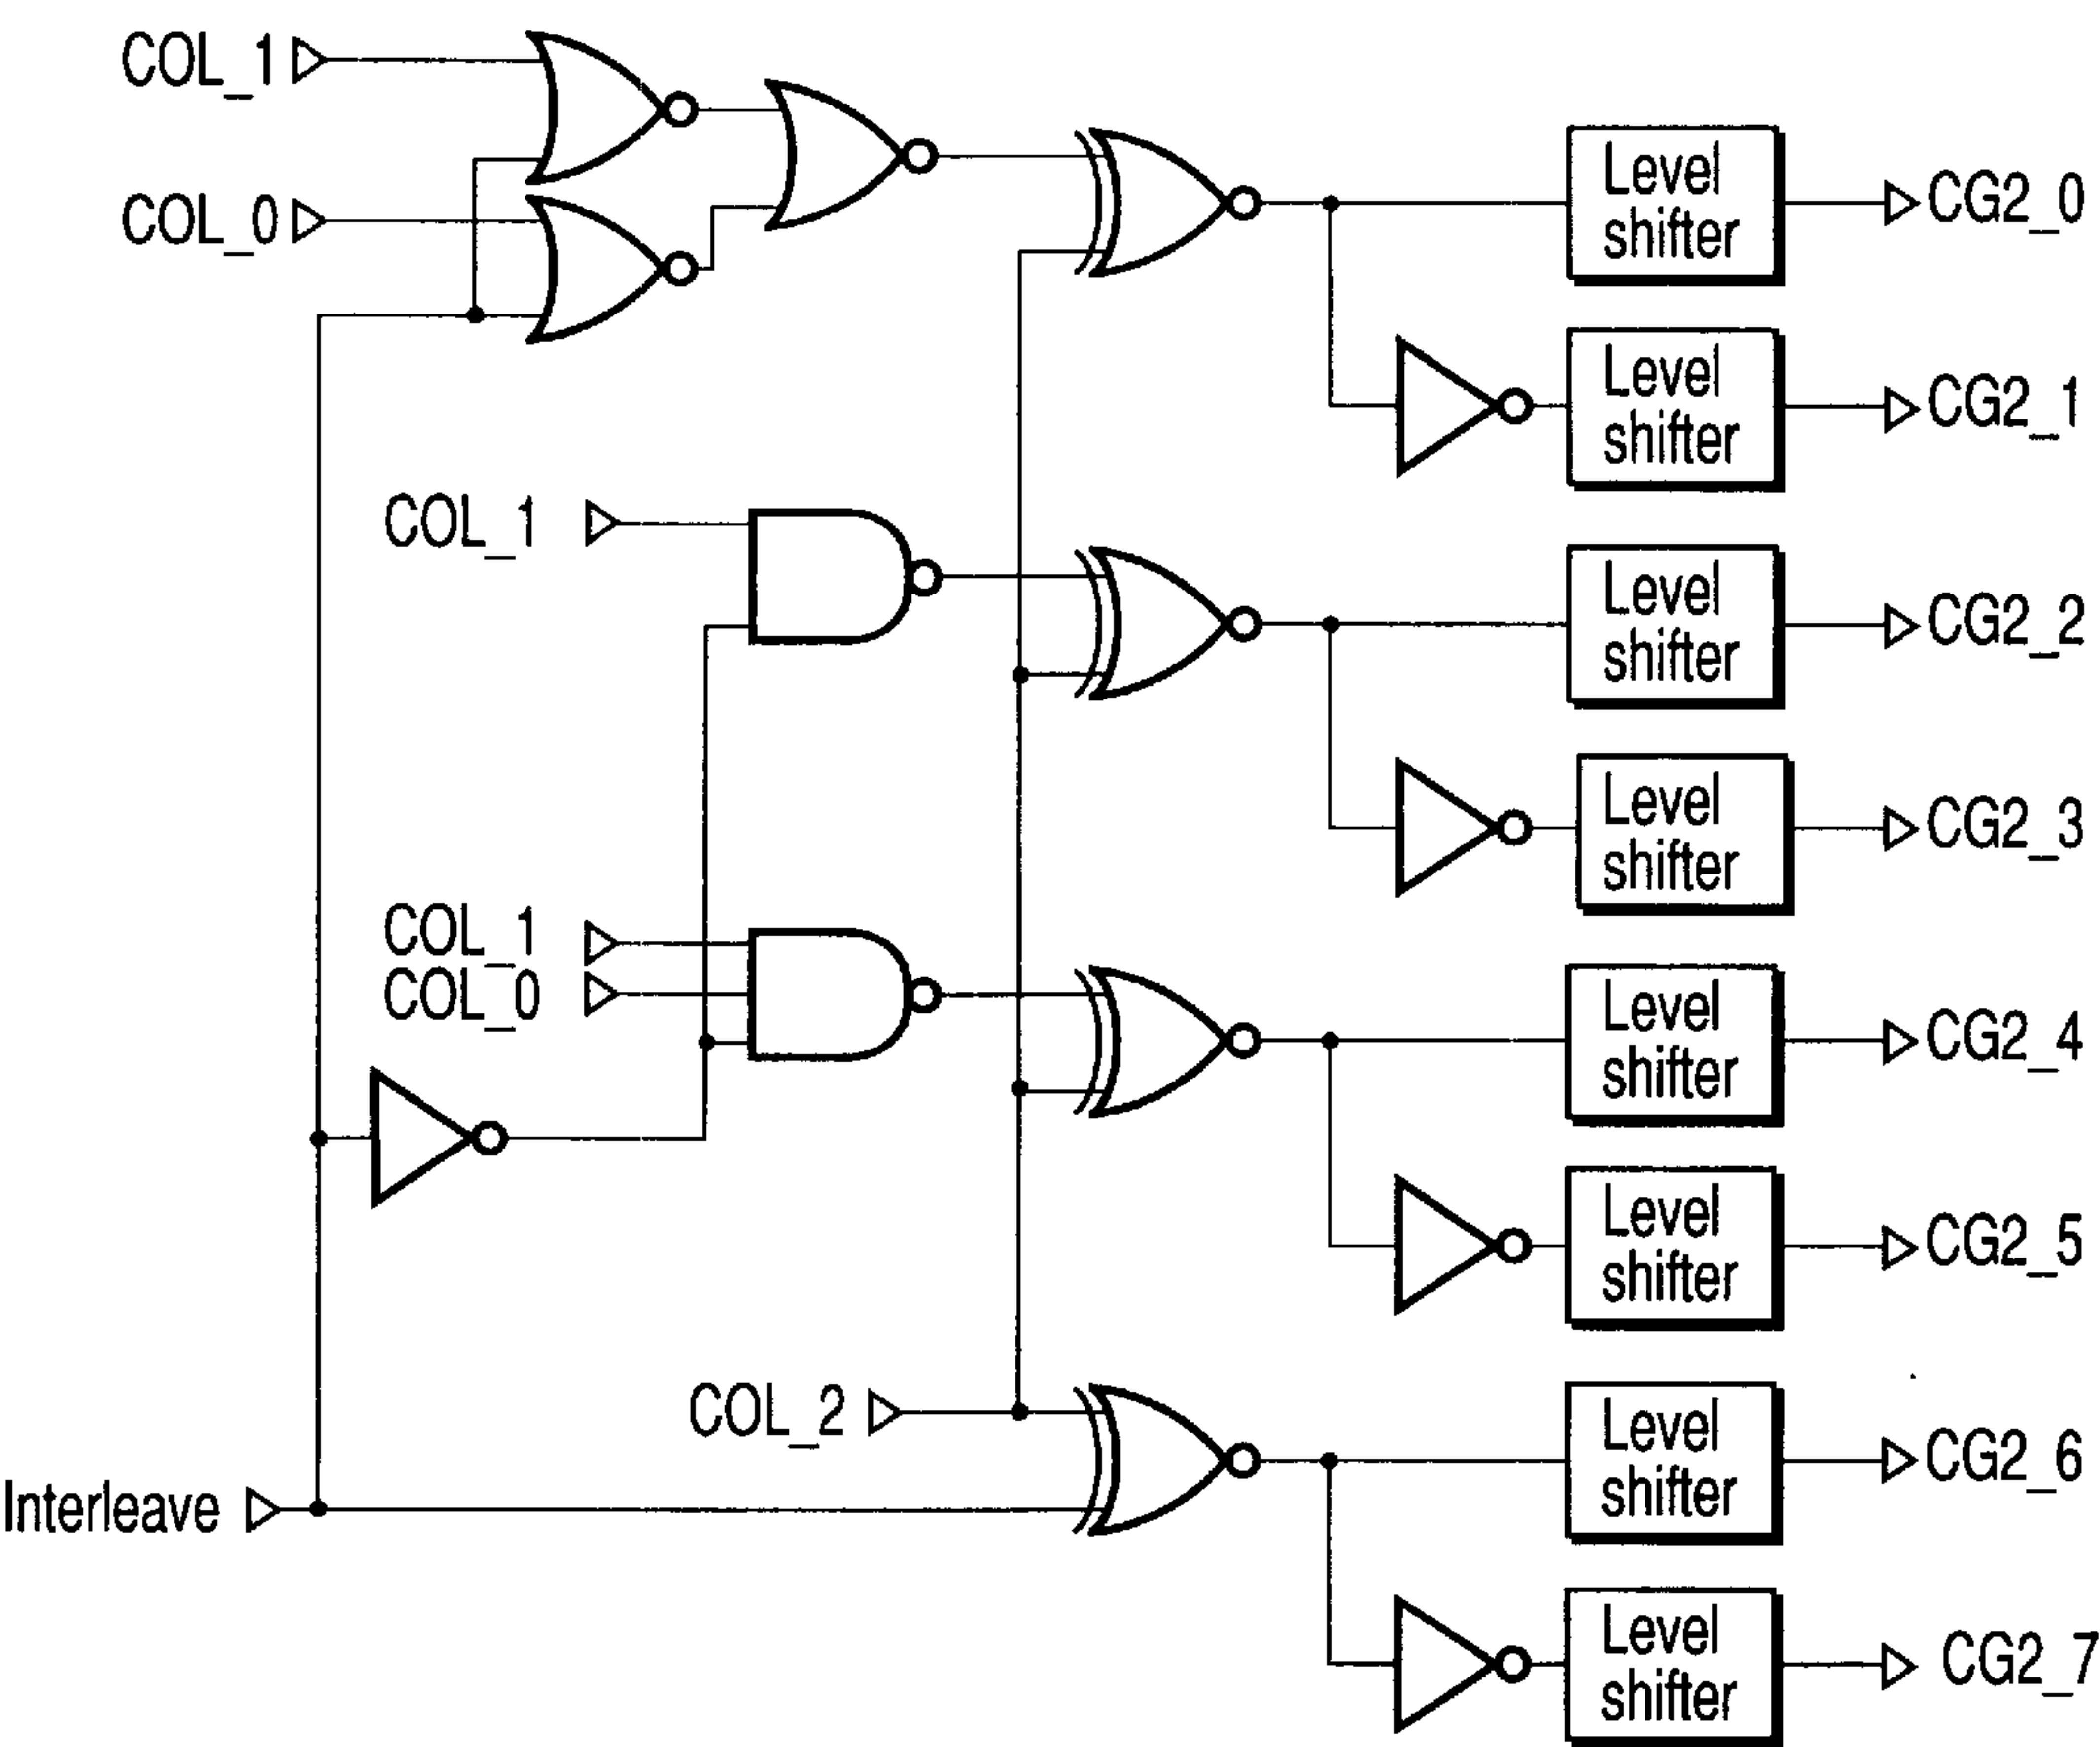 COL_1
COL_0
Level
shifter
CG2_0
Level
shifter
CG2_1
COL_1
Level
shifter
CG2_2
Level
shifter
CG2_3
COL_1
COL_0
Level
shifter
CG2_4
Level
shifter
CG2_5
COL_2
Level
shifter
CG2_6
Interleave
Level
shifter
CG2_7